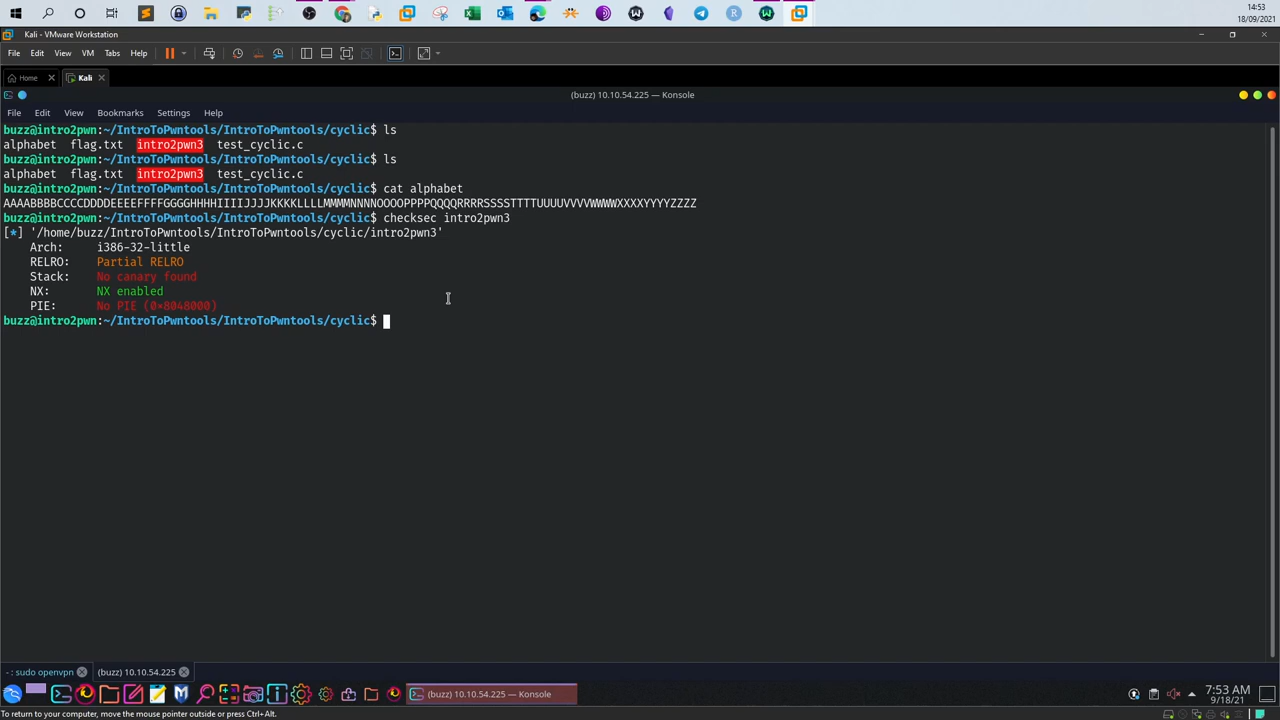 14:53
18/09/2021
Kali - VMware Workstation
File Edit View VM Tabs Help
Home Kali
(buzz) 10.10.54.225 — Konsole
File Edit View Bookmarks Settings Help
buzz@intro2pwn:~/IntroToPwntools/IntroToPwntools/cyclic$ ls
alphabet flag.txt intro2pwn3 test_cyclic.c
buzz@intro2pwn:~/IntroToPwntools/IntroToPwntools/cyclic$ ls
alphabet flag.txt intro2pwn3 test_cyclic.c
buzz@intro2pwn:~/IntroToPwntools/IntroToPwntools/cyclic$ cat alphabet
AAAABBBBCCCCDDDDEEEEFFFFGGGGHHHHIIIIJJJJKKKKLLLLMMMMNNNNOOOOPPPPQQQQRRRRSSSSTTTTUUUUVVVVWWWWXXXXYYYYZZZZ
buzz@intro2pwn:~/IntroToPwntools/IntroToPwntools/cyclic$ checksec intro2pwn3
[*] '/home/buzz/IntroToPwntools/IntroToPwntools/cyclic/intro2pwn3'
Arch: i386-32-little
RELRO: Partial RELRO
Stack: No canary found
NX: NX enabled
PIE: No PIE (0x8048000)
buzz@intro2pwn:~/IntroToPwntools/IntroToPwntools/cyclic$
- : sudo openvpn (buzz) 10.10.54.225
(buzz) 10.10.54.225 — Konsole
7:53 AM
9/18/21
To return to your computer, move the mouse pointer outside or press Ctrl+Alt.